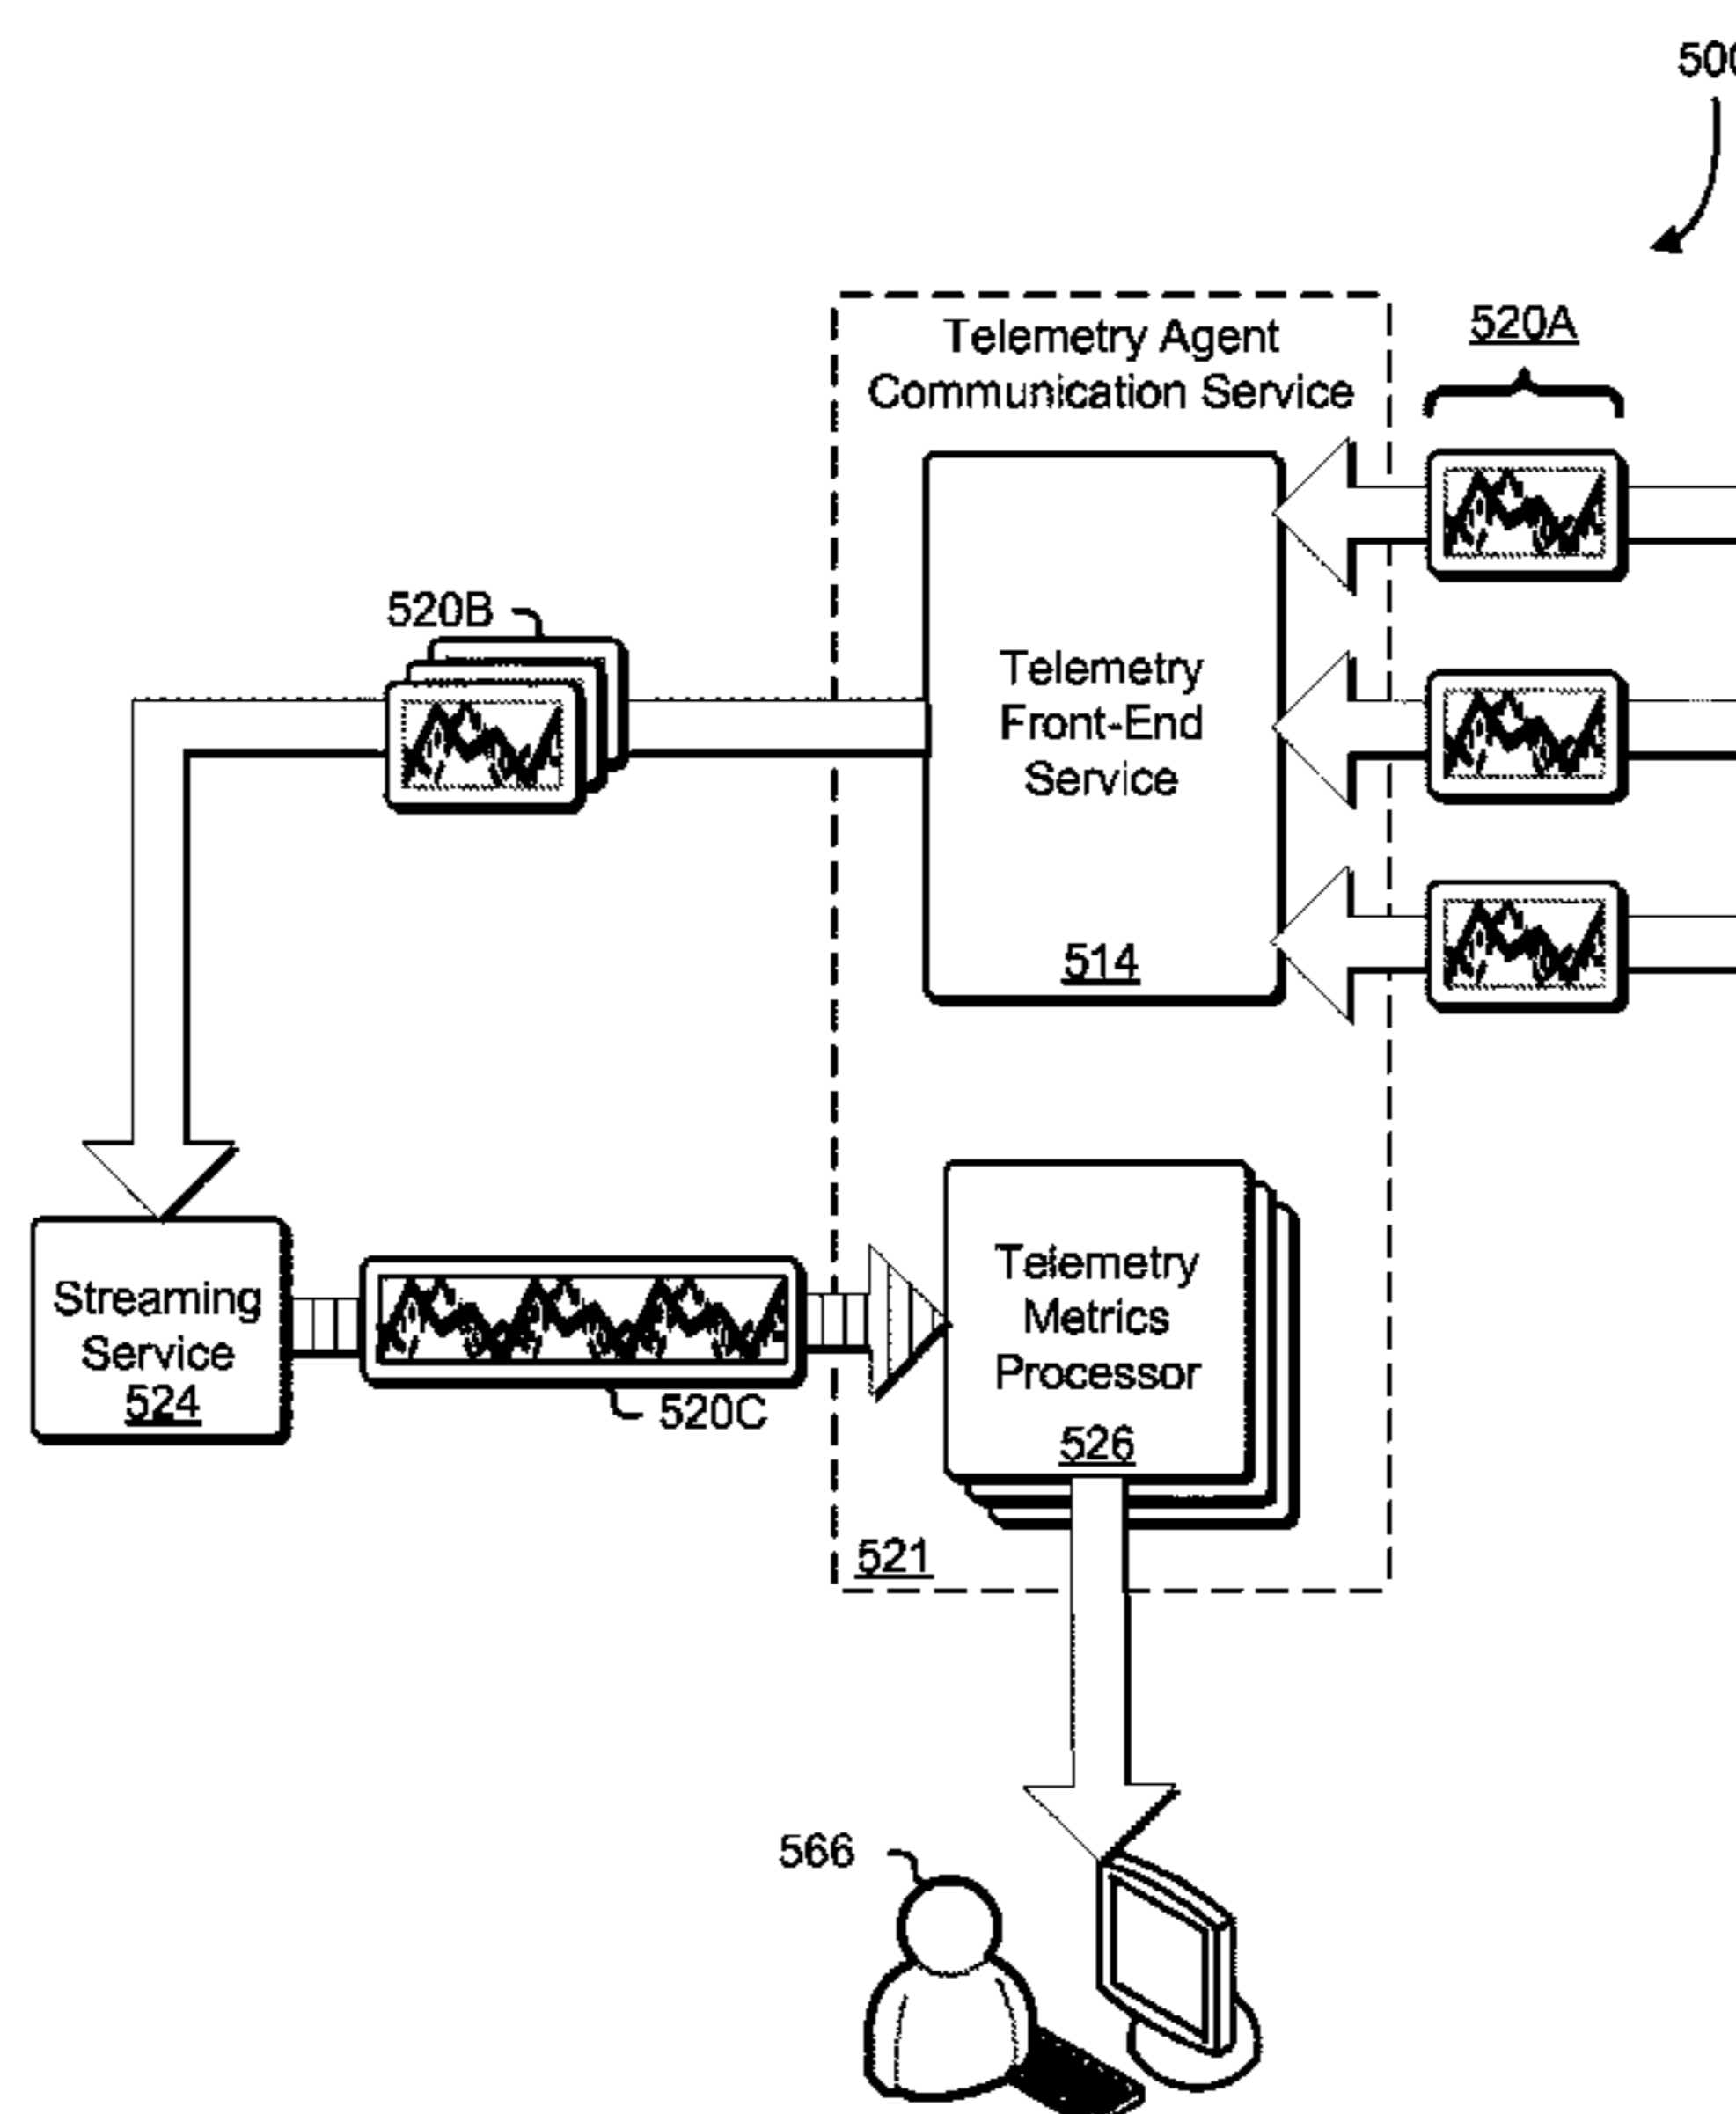 500
520A
Telemetry Agent
Communication Service
520B
Telemetry
Front-End
Service
514
Streaming
Service
524
520C
Telemetry
Metrics
Processor
526
521
566